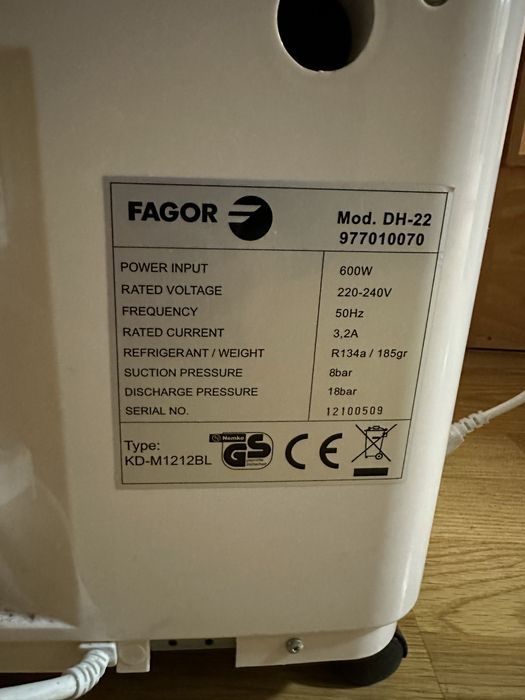 FAGOR
Mod. DH-22
977010070
POWER INPUT 600W
RATED VOLTAGE 220-240V
FREQUENCY 50Hz
RATED CURRENT 3,2A
REFRIGERANT / WEIGHT R134a / 185gr
SUCTION PRESSURE 8bar
DISCHARGE PRESSURE 18bar
SERIAL NO. 12100509
Type:
KD-M1212BL
Nemko
GS
CE